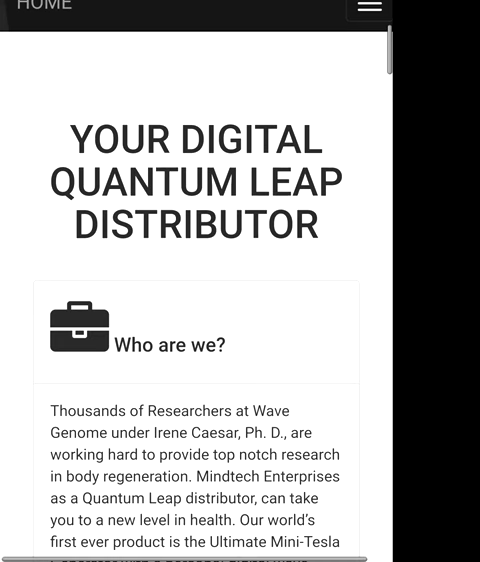 HOME
YOUR DIGITAL
QUANTUM LEAP
DISTRIBUTOR
Who are we?
Thousands of Researchers at Wave
Genome under Irene Caesar, Ph. D., are
working hard to provide top notch research
in body regeneration. Mindtech Enterprises
as a Quantum Leap distributor, can take
you to a new level in health. Our world's
first ever product is the Ultimate Mini-Tesla